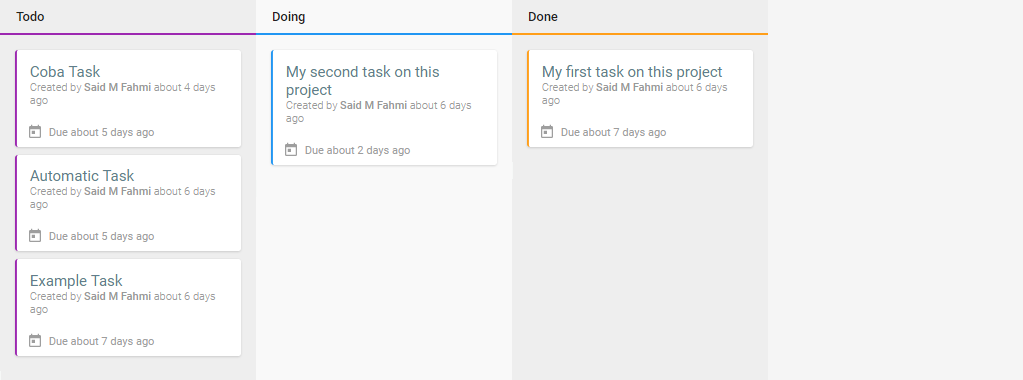 Todo
Coba Task
Created by Said M Fahmi about 4 days
ago
Due about 5 days ago
Automatic Task
Created by Said M Fahmi about 6 days
ago
Due about 5 days ago
Example Task
Created by Said M Fahmi about 6 days
ago
Due about 7 days ago
Doing
My second task on this
project
Created by Said M Fahmi about 6 days
ago
Due about 2 days ago
Done
My first task on this project
Created by Said M Fahmi about 6 days
ago
Due about 7 days ago